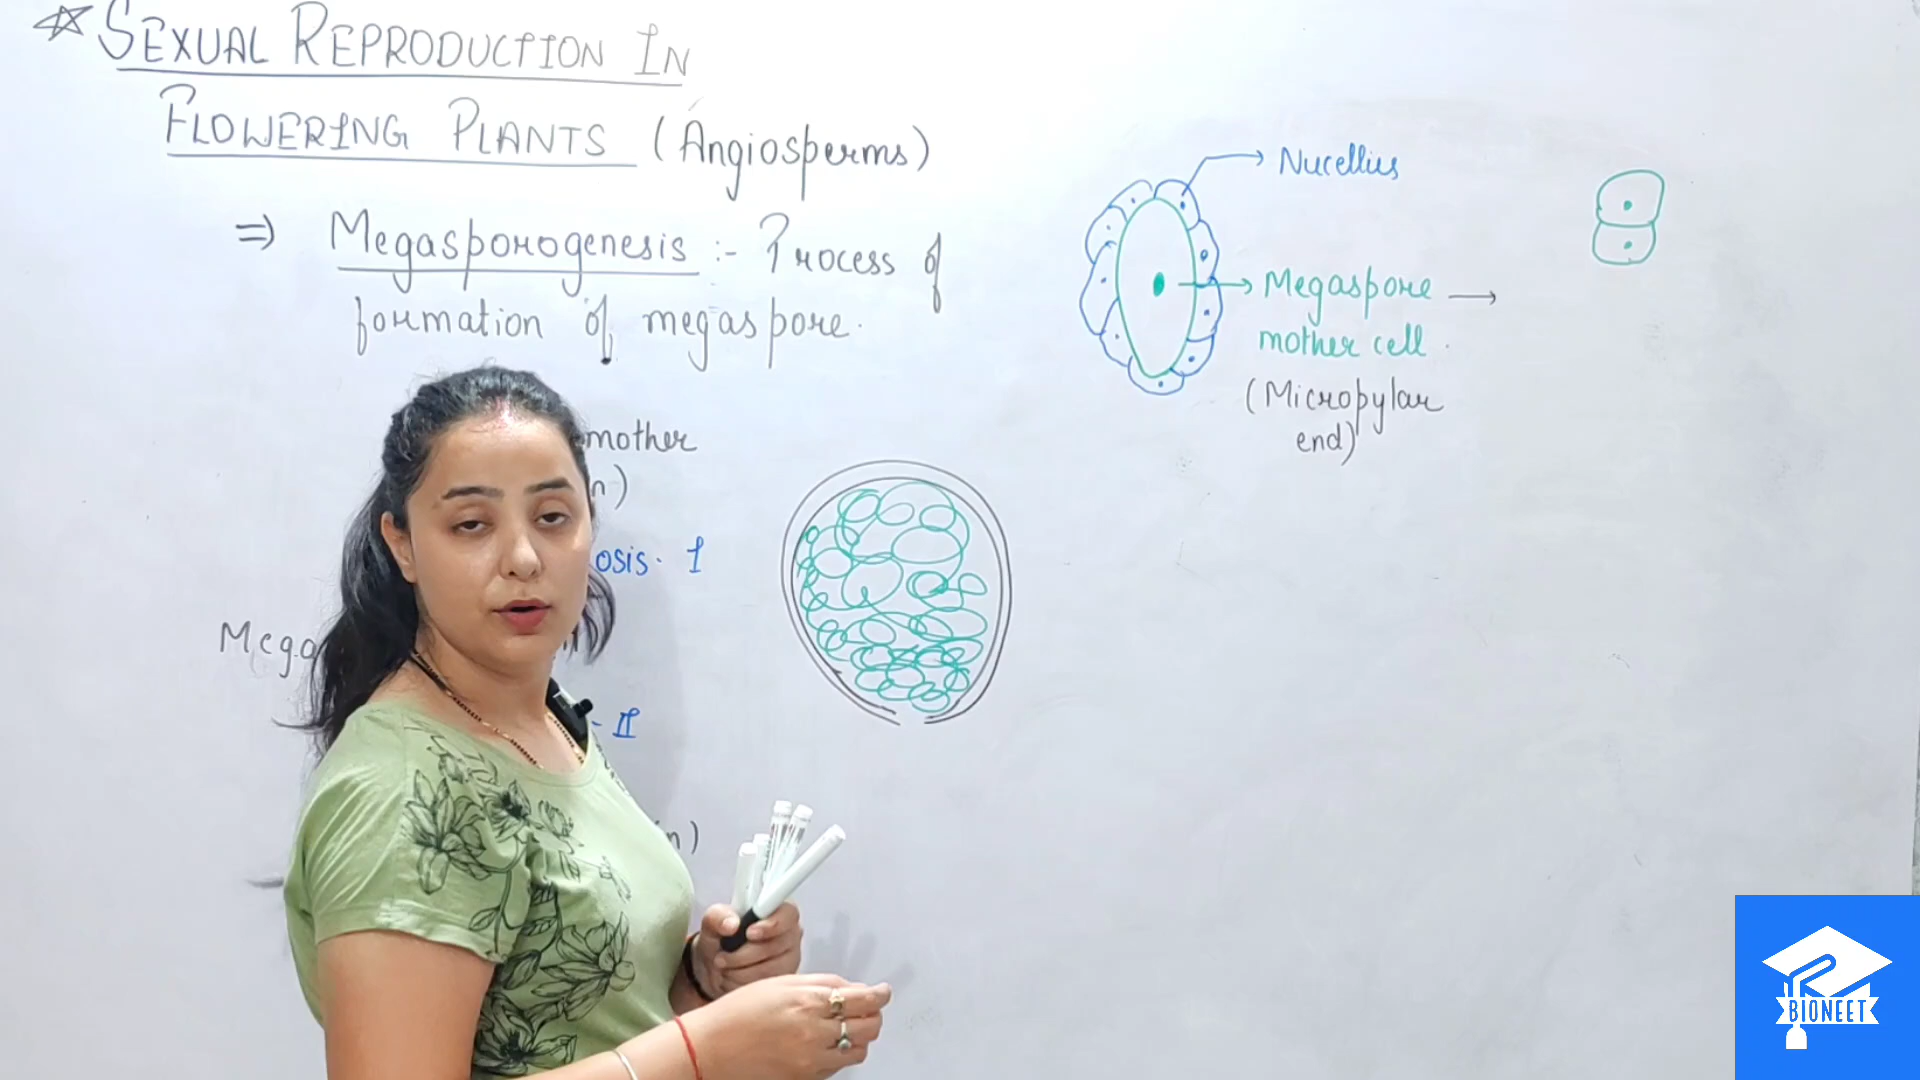 SEXUAL REPRODUCTION IN
FLOWERING PLANTS (Angiosperms)
⇒ Megasporogenesis :- Process of
formation of megaspore.
mother
n)
osis. I
Mega
- II
n)
Nucellus
Megaspore →
mother cell.
(Micropylar
end)
BIONEET